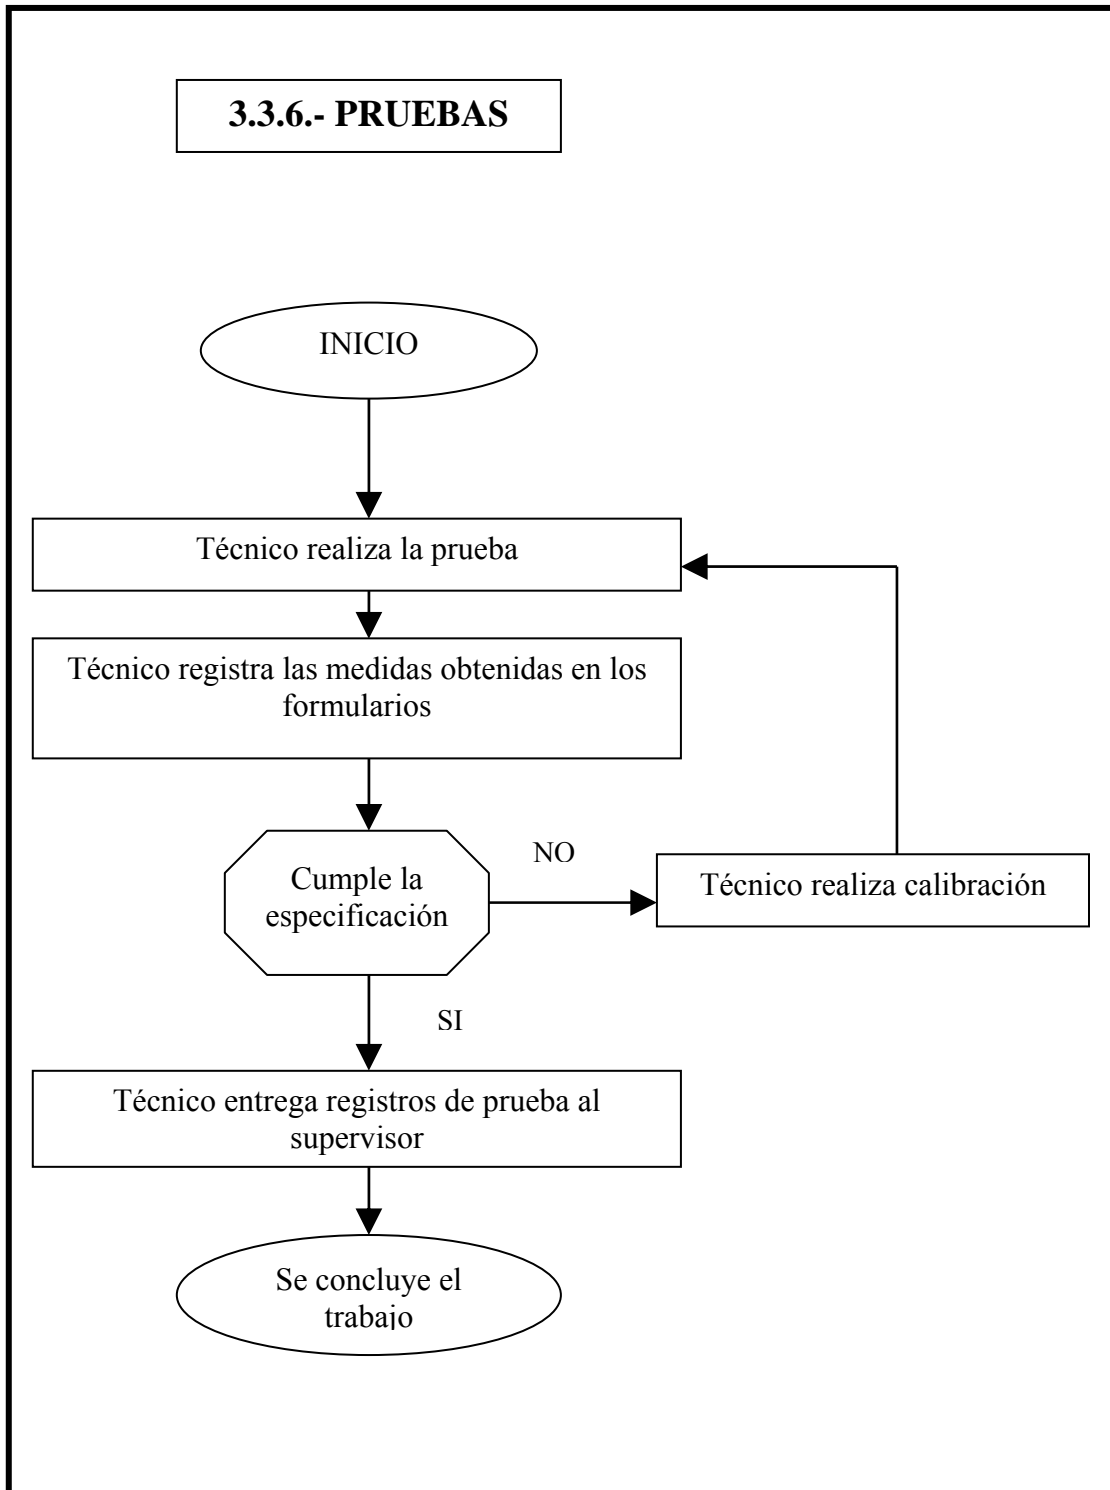 3.3.6.- PRUEBAS
INICIO
Técnico realiza la prueba
Técnico registra las medidas obtenidas en los
formularios
Cumple la
especificación
NO
Técnico realiza calibración
SI
Técnico entrega registros de prueba al
supervisor
Se concluye el
trabajo